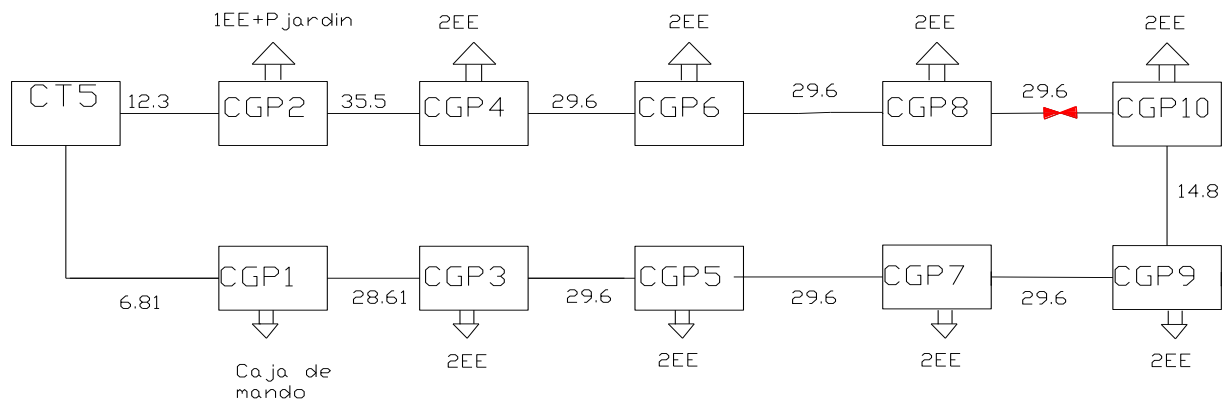 1EE+Pjardin
2EE
2EE
2EE
2EE
CT5
12.3
CGP2
35.5
CGP4
29.6
CGP6
29.6
CGP8
29.6
CGP10
14.8
6.81
CGP1
28.61
CGP3
29.6
CGP5
29.6
CGP7
29.6
CGP9
Caja de
mando
2EE
2EE
2EE
2EE